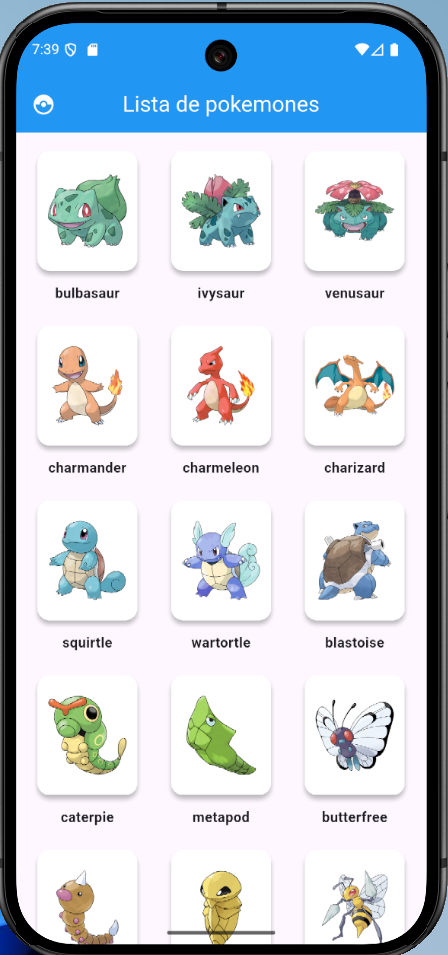 7:39
Lista de pokemones
bulbasaur ivysaur venusaur
charmander charmeleon charizard
squirtle wartortle blastoise
caterpie metapod butterfree